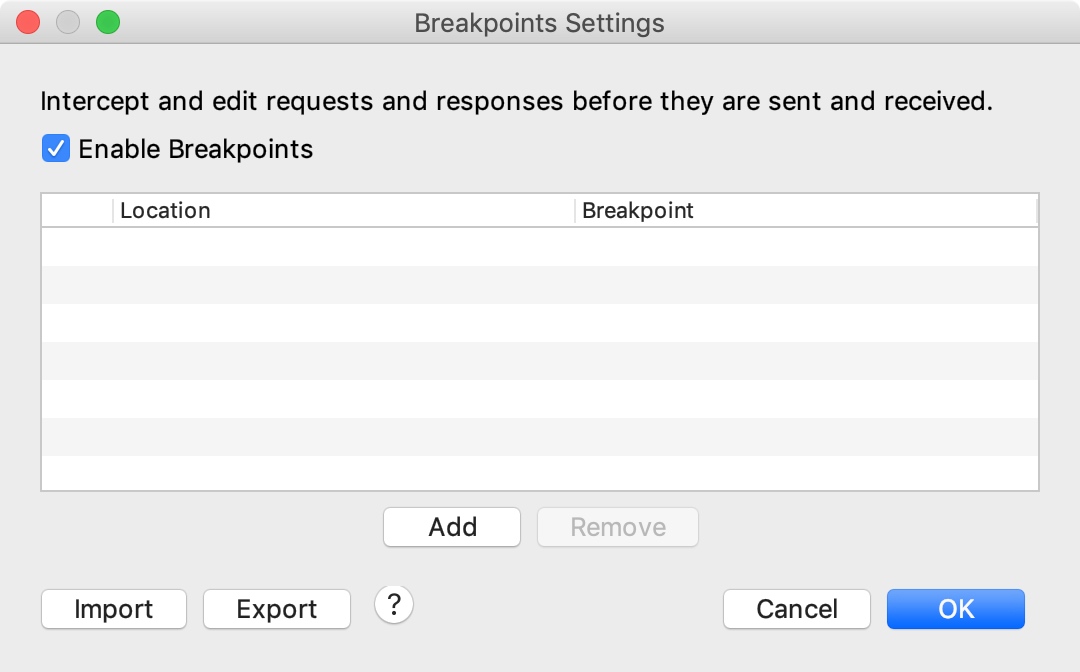 Breakpoints Settings
Intercept and edit requests and responses before they are sent and received.
Enable Breakpoints
Location Breakpoint
Add Remove
Import Export ? Cancel OK